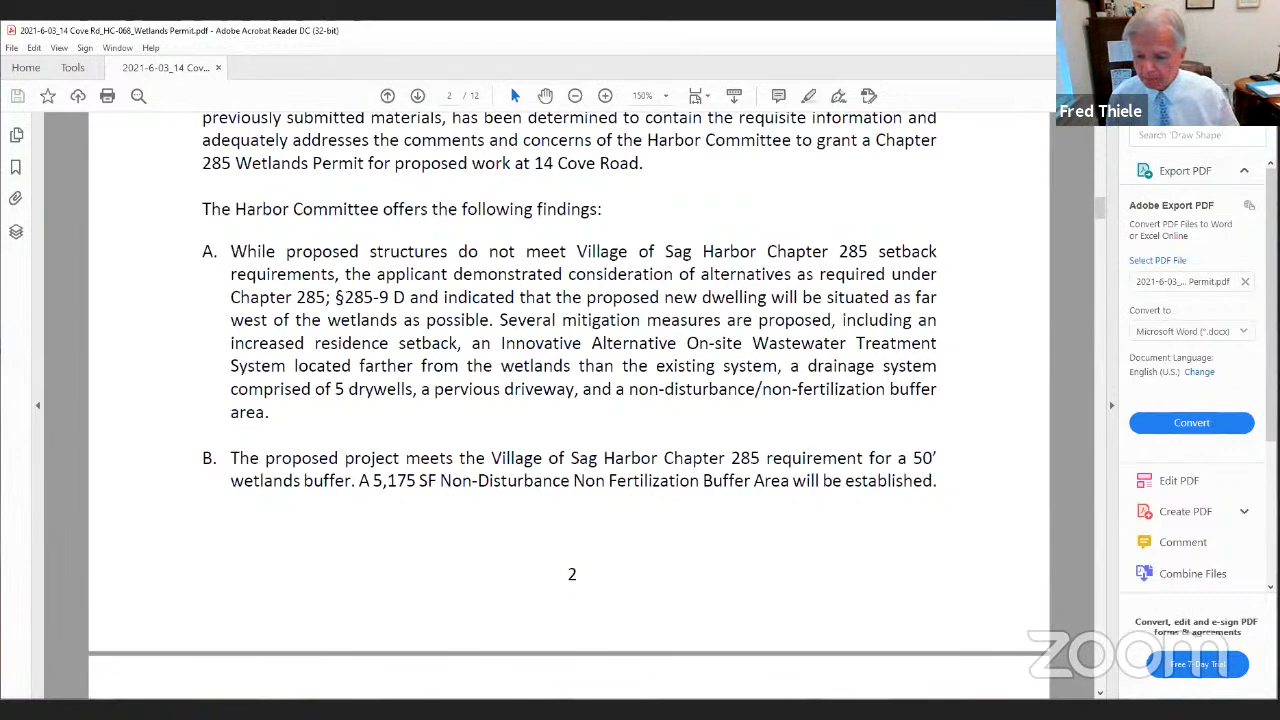 2021-6-03_14 Cove Rd_HC-068_Wetlands Permit.pdf - Adobe Acrobat Reader DC (32-bit)
File Edit View Sign Window Help
Home Tools 2021-6-03_14 Cov... ×
2 / 12 150%
Fred Thiele
previously submitted materials, has been determined to contain the requisite information and
adequately addresses the comments and concerns of the Harbor Committee to grant a Chapter
285 Wetlands Permit for proposed work at 14 Cove Road.
The Harbor Committee offers the following findings:
A. While proposed structures do not meet Village of Sag Harbor Chapter 285 setback
requirements, the applicant demonstrated consideration of alternatives as required under
Chapter 285; §285-9 D and indicated that the proposed new dwelling will be situated as far
west of the wetlands as possible. Several mitigation measures are proposed, including an
increased residence setback, an Innovative Alternative On-site Wastewater Treatment
System located farther from the wetlands than the existing system, a drainage system
comprised of 5 drywells, a pervious driveway, and a non-disturbance/non-fertilization buffer
area.
B. The proposed project meets the Village of Sag Harbor Chapter 285 requirement for a 50’
wetlands buffer. A 5,175 SF Non-Disturbance Non Fertilization Buffer Area will be established.
2
Search 'Draw Shape'
Export PDF
Adobe Export PDF
Convert PDF Files to Word
or Excel Online
Select PDF File
2021-6-03_... Permit.pdf
Convert to
Microsoft Word (*.docx)
Document Language:
English (U.S.) Change
Convert
Edit PDF
Create PDF
Comment
Combine Files
Convert, edit and e-sign PDF
forms & agreements
Free 7-Day Trial
zoom